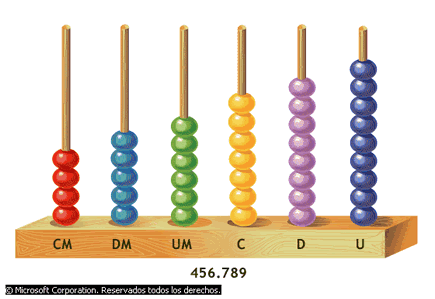 CM DM UM C D U
456.789
© Microsoft Corporation. Reservados todos los derechos.